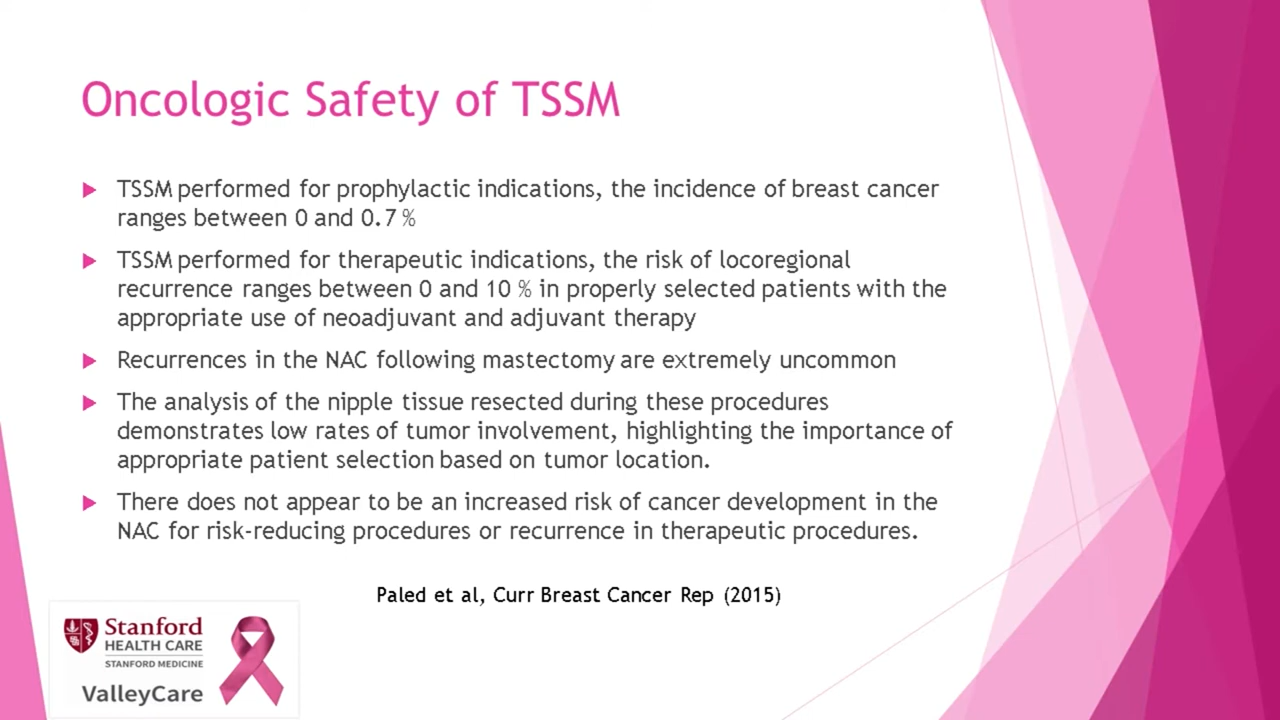 Oncologic Safety of TSSM
TSSM performed for prophylactic indications, the incidence of breast cancer
ranges between 0 and 0.7 %
TSSM performed for therapeutic indications, the risk of locoregional
recurrence ranges between 0 and 10 % in properly selected patients with the
appropriate use of neoadjuvant and adjuvant therapy
Recurrences in the NAC following mastectomy are extremely uncommon
The analysis of the nipple tissue resected during these procedures
demonstrates low rates of tumor involvement, highlighting the importance of
appropriate patient selection based on tumor location.
There does not appear to be an increased risk of cancer development in the
NAC for risk-reducing procedures or recurrence in therapeutic procedures.
Paled et al, Curr Breast Cancer Rep (2015)
Stanford
HEALTH CARE
STANFORD MEDICINE
ValleyCare